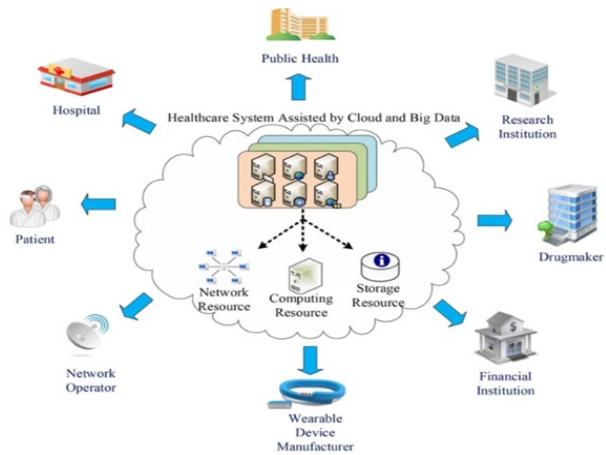 Public Health
Hospital
Healthcare System Assisted by Cloud and Big Data
Research
Institution
Patient
Drugmaker
Network
Resource
Computing
Resource
Storage
Resource
Network
Operator
Financial
Institution
Wearable
Device
Manufacturer